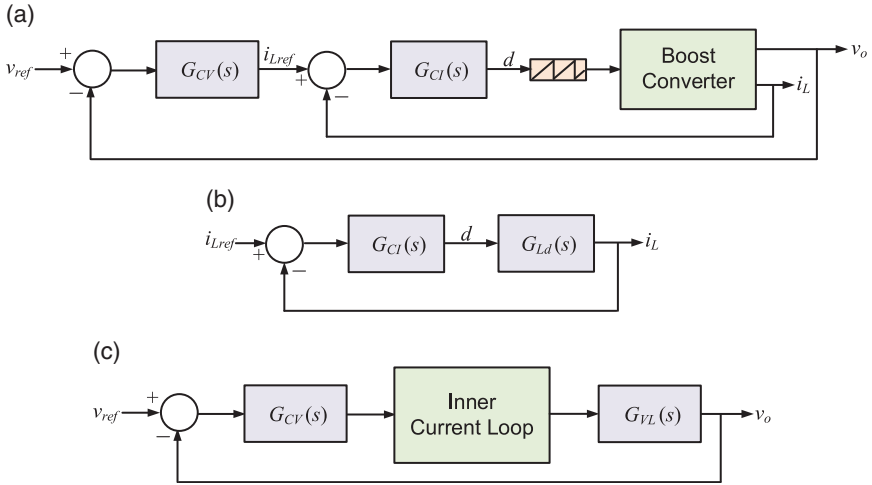 (a)
v_ref + − G_CV(s) i_Lref + − G_CI(s) d Boost Converter v_o
i_L
(b)
i_Lref + − G_CI(s) d G_Ld(s) i_L
(c)
v_ref + − G_CV(s) Inner Current Loop G_VL(s) v_o